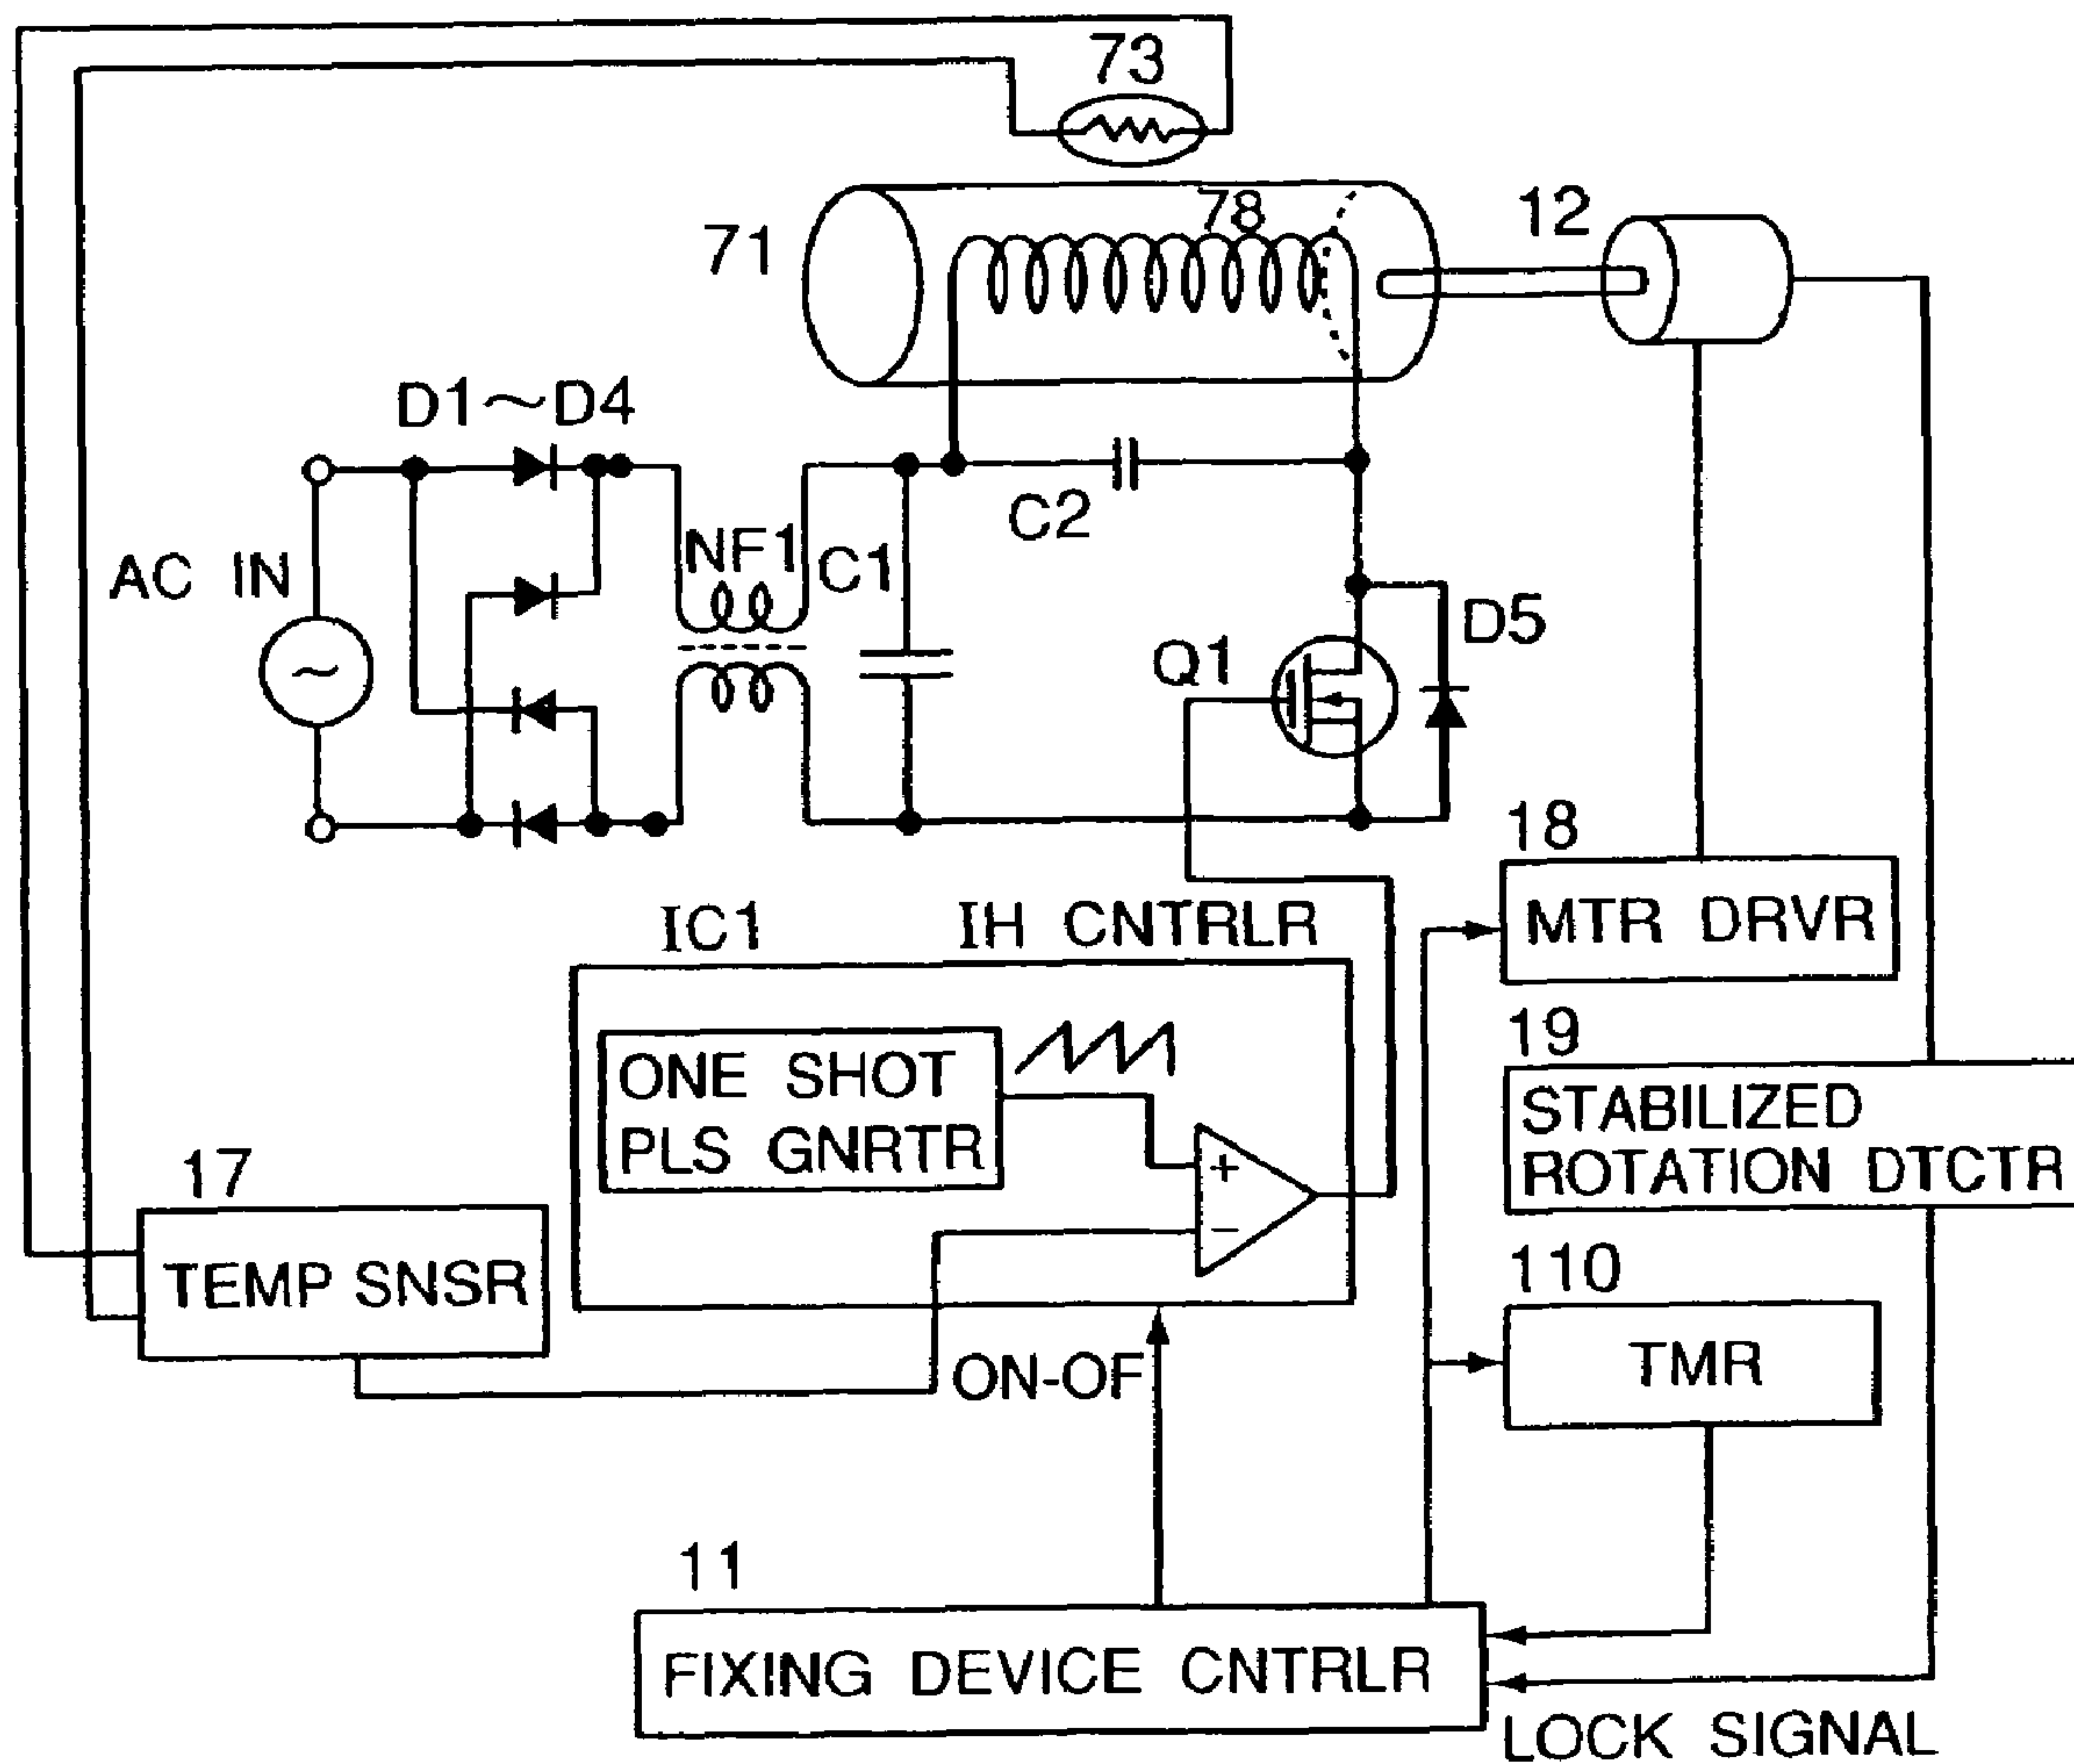 73
78
71
12
D1~D4
C2
NF1
C1
AC IN
D5
Q1
18
MTR DRVR
IC1
IH CNTRLR
19
ONE SHOT
PLS GNRTR
STABILIZED
ROTATION DTCTR
+
−
17
TEMP SNSR
110
TMR
ON-OF
11
FIXING DEVICE CNTRLR
LOCK SIGNAL